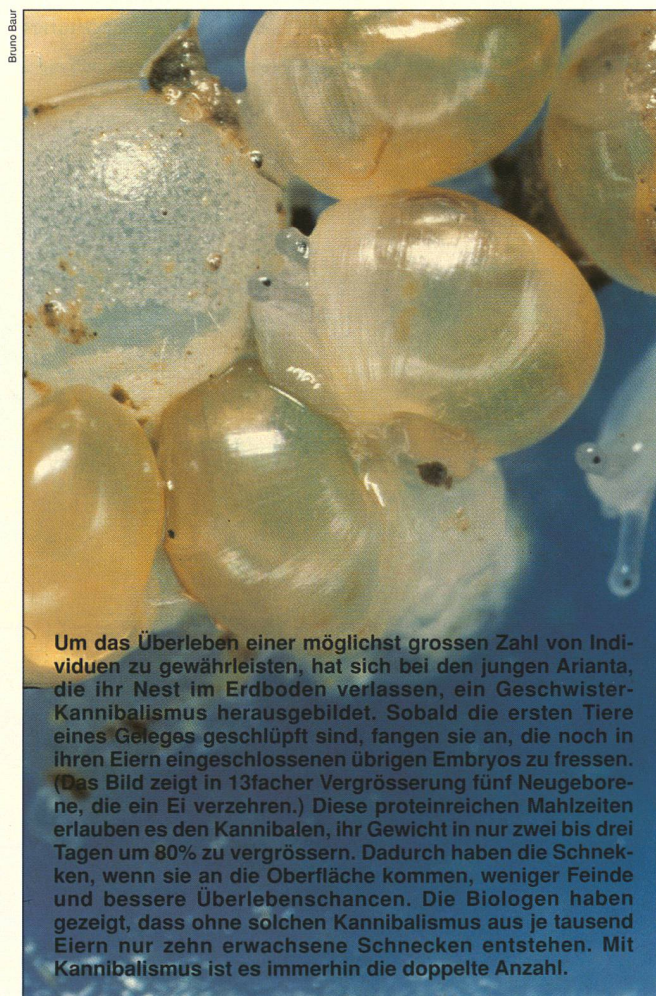 Bruno Baur
Um das Überleben einer möglichst grossen Zahl von Indi-
viduen zu gewährleisten, hat sich bei den jungen Arianta,
die ihr Nest im Erdboden verlassen, ein Geschwister-
Kannibalismus herausgebildet. Sobald die ersten Tiere
eines Geleges geschlüpft sind, fangen sie an, die noch in
ihren Eiern eingeschlossenen übrigen Embryos zu fressen.
(Das Bild zeigt in 13facher Vergrösserung fünf Neugebore-
ne, die ein Ei verzehren.) Diese proteinreichen Mahlzeiten
erlauben es den Kannibalen, ihr Gewicht in nur zwei bis drei
Tagen um 80% zu vergrössern. Dadurch haben die Schnek-
ken, wenn sie an die Oberfläche kommen, weniger Feinde
und bessere Überlebenschancen. Die Biologen haben
gezeigt, dass ohne solchen Kannibalismus aus je tausend
Eiern nur zehn erwachsene Schnecken entstehen. Mit
Kannibalismus ist es immerhin die doppelte Anzahl.